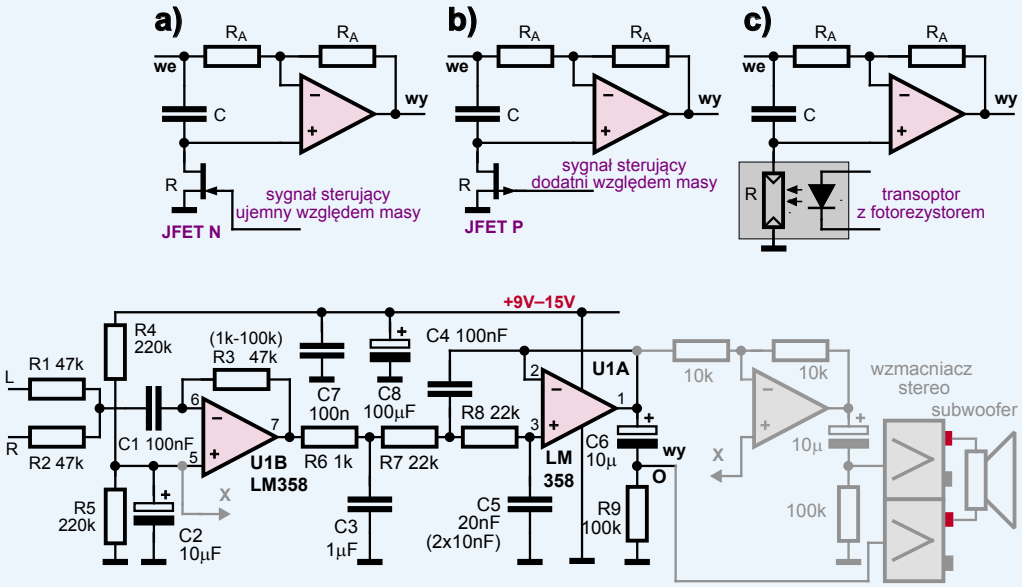 a)
RA
RA
we
C
−
+
wy
R
sygnał sterujący
ujemny względem masy
JFET N
b)
RA
RA
we
C
−
+
wy
R
sygnał sterujący
dodatni względem masy
JFET P
c)
RA
RA
we
C
−
+
wy
R
transoptor
z fotorezystorem
+9V–15V
R4
220k
(1k-100k)
R3 47k
R1 47k
L
R
R2 47k
C1 100nF
6
−
7
5
+
U1B
LM358
X
R5
220k
+
C2
10µF
C7
100n
+
C8
100µF
R6 1k
C3
1µF
R7 22k
C4 100nF
R8 22k
C5
20nF
(2x10nF)
2
−
3
+
1
U1A
LM
358
C6
10µ
+
wy
O
R9
100k
10k
10k
−
+
X
+
10µ
100k
wzmacniacz
stereo
subwoofer